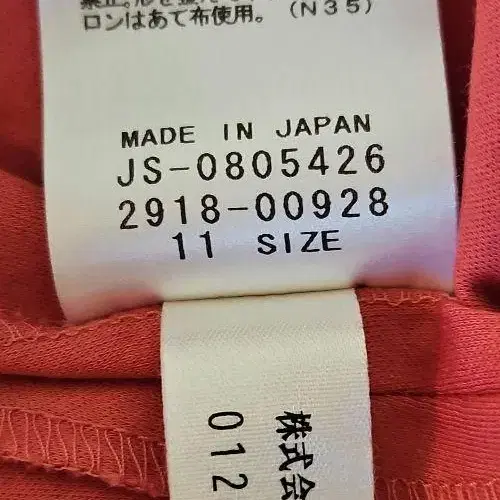 ロンはあて布使用。(N35)
MADE IN JAPAN
JS-0805426
2918-00928
11 SIZE
株式会
012